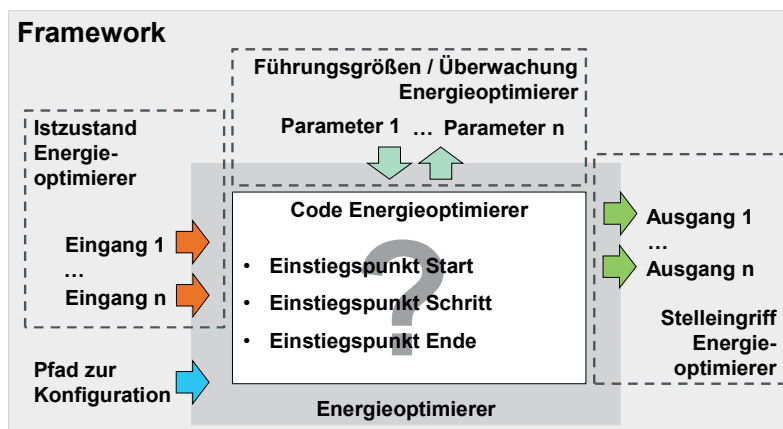 Framework
Führungsgrößen / Überwachung
Energieoptimierer
Parameter 1 … Parameter n
Istzustand
Energie-
optimierer
Eingang 1
…
Eingang n
Pfad zur
Konfiguration
Code Energieoptimierer
?
• Einstiegspunkt Start
• Einstiegspunkt Schritt
• Einstiegspunkt Ende
Energieoptimierer
Ausgang 1
…
Ausgang n
Stelleingriff
Energie-
optimierer